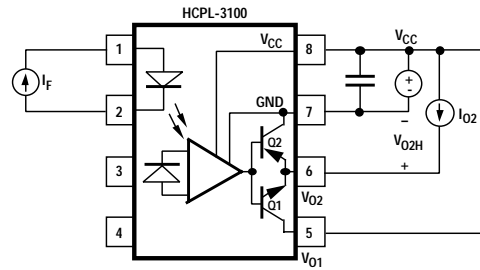 HCPL-3100
1
8
V_CC
V_CC
I_F
+
-
2
GND
7
I_O2
–
V_O2H
Q2
3
6
+
V_O2
Q1
4
5
V_O1